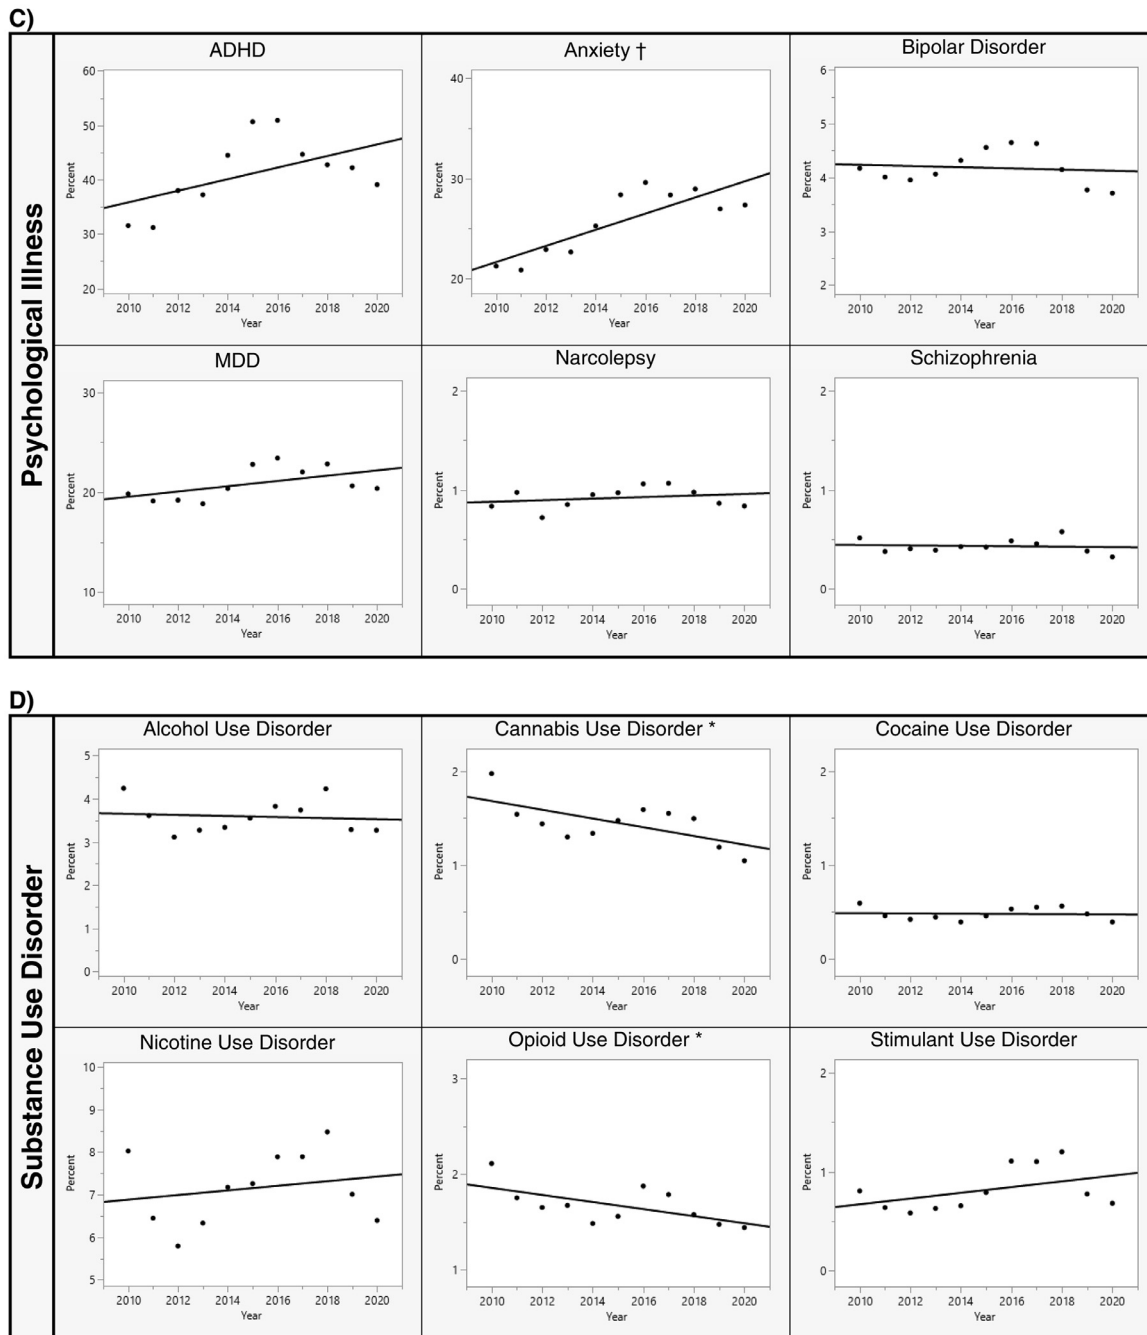 C)
Psychological Illness
ADHD
Percent
60
50
40
30
20
2010 2012 2014 2016 2018 2020
Year
Anxiety †
Percent
40
30
20
2010 2012 2014 2016 2018 2020
Year
Bipolar Disorder
Percent
6
5
4
3
2
2010 2012 2014 2016 2018 2020
Year
MDD
Percent
30
20
10
2010 2012 2014 2016 2018 2020
Year
Narcolepsy
Percent
2
1
0
2010 2012 2014 2016 2018 2020
Year
Schizophrenia
Percent
2
1
0
2010 2012 2014 2016 2018 2020
Year
D)
Substance Use Disorder
Alcohol Use Disorder
Percent
5
4
3
2
1
0
2010 2012 2014 2016 2018 2020
Year
Cannabis Use Disorder *
Percent
2
1
0
2010 2012 2014 2016 2018 2020
Year
Cocaine Use Disorder
Percent
2
1
0
2010 2012 2014 2016 2018 2020
Year
Nicotine Use Disorder
Percent
10
9
8
7
6
5
2010 2012 2014 2016 2018 2020
Year
Opioid Use Disorder *
Percent
3
2
1
2010 2012 2014 2016 2018 2020
Year
Stimulant Use Disorder
Percent
2
1
0
2010 2012 2014 2016 2018 2020
Year